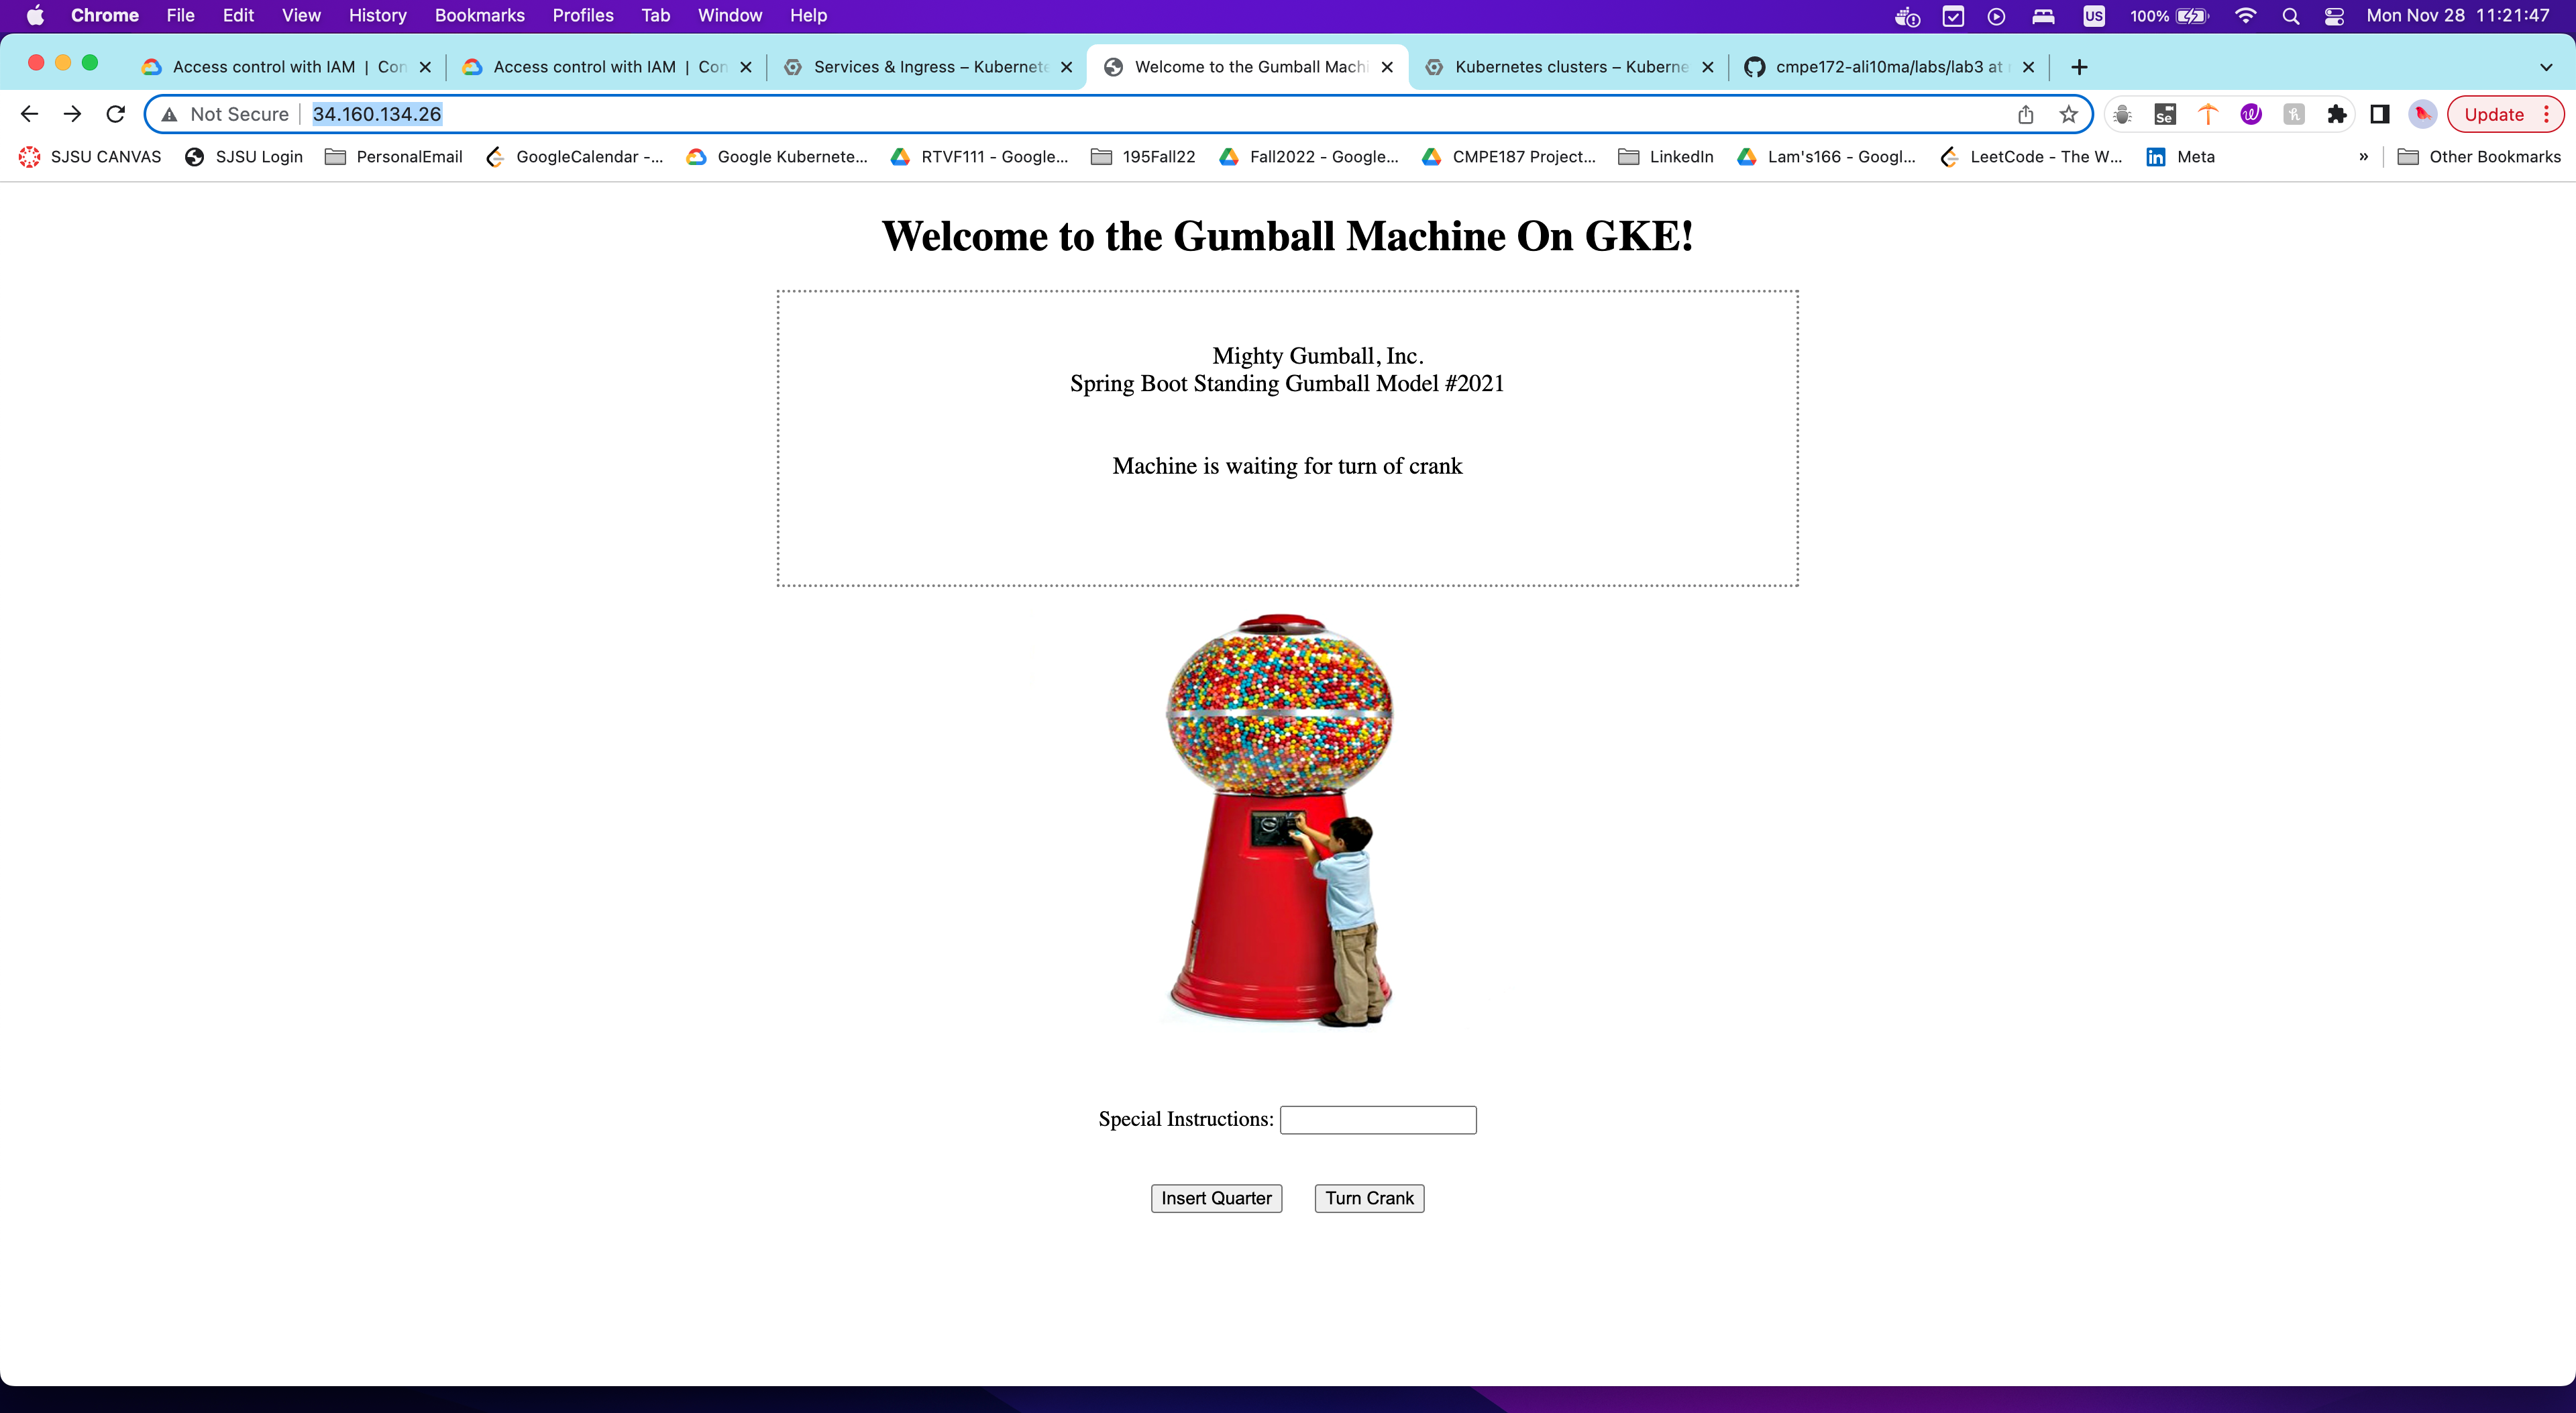 Chrome File Edit View History Bookmarks Profiles Tab Window Help US 100% Mon Nov 28 11:21:47
Access control with IAM | Con Access control with IAM | Con Services & Ingress – Kubernete Welcome to the Gumball Machi Kubernetes clusters – Kuberne cmpe172-ali10ma/labs/lab3 at
Not Secure 34.160.134.26 Se Update
SJSU CANVAS SJSU Login PersonalEmail GoogleCalendar -... Google Kubernete... RTVF111 - Google... 195Fall22 Fall2022 - Google... CMPE187 Project... LinkedIn Lam's166 - Googl... LeetCode - The W... in Meta » Other Bookmarks
Welcome to the Gumball Machine On GKE!
Mighty Gumball, Inc.
Spring Boot Standing Gumball Model #2021
Machine is waiting for turn of crank
Special Instructions:
Insert Quarter Turn Crank